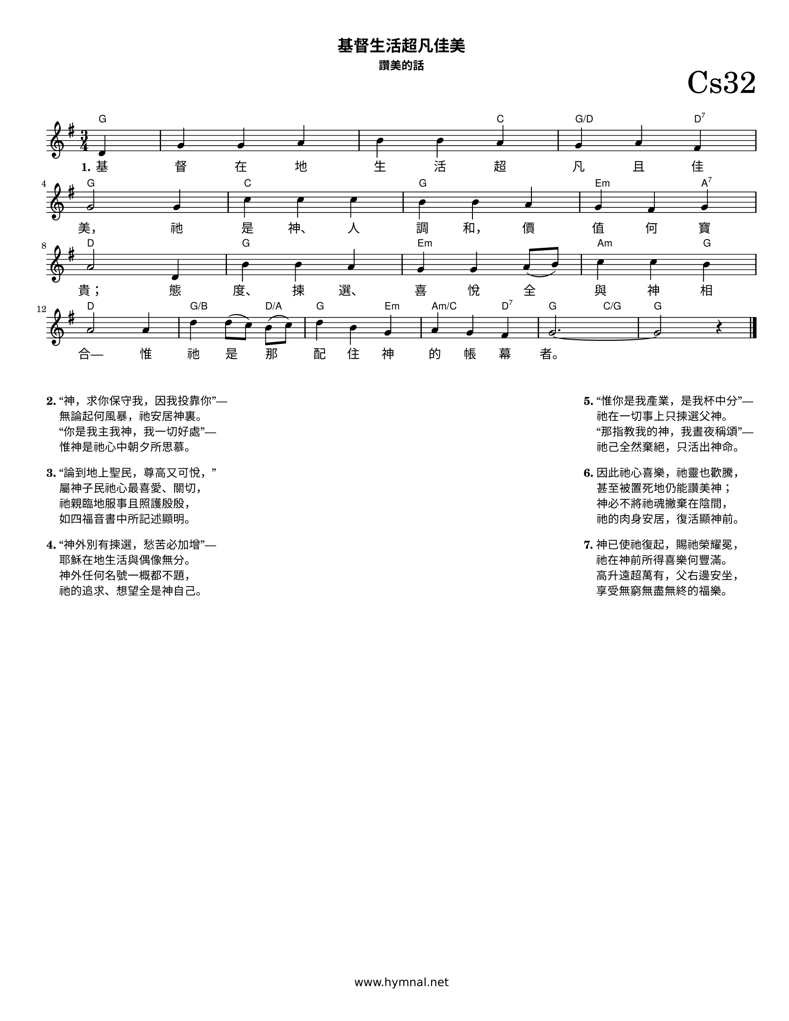 基督生活超凡佳美
讚美的話
Cs32
G C G/D D7
1. 基 督 在 地 生 活 超 凡 且 佳
4 G C G Em A7
美， 祂 是 神、 人 調 和， 價 值 何 寶
8 D G Em Am G
貴； 態 度、 揀 選、 喜 悅 全 與 神 相
12 D G/B D/A G Em Am/C D7 G C/G G
合— 惟 祂 是 那 配 住 神 的 帳 幕 者。
2. “神，求你保守我，因我投靠你”—
無論起何風暴，祂安居神裏。
“你是我主我神，我一切好處”—
惟神是祂心中朝夕所思慕。
3. “論到地上聖民，尊高又可悅，”
屬神子民祂心最喜愛、關切，
祂親臨地服事且照護殷殷，
如四福音書中所記述顯明。
4. “神外別有揀選，愁苦必加增”—
耶穌在地生活與偶像無分。
神外任何名號一概都不題，
祂的追求、想望全是神自己。
5. “惟你是我產業，是我杯中分”—
祂在一切事上只揀選父神。
“那指教我的神，我晝夜稱頌”—
祂己全然棄絕，只活出神命。
6. 因此祂心喜樂，祂靈也歡騰，
甚至被置死地仍能讚美神；
神必不將祂魂撇棄在陰間，
祂的肉身安居，復活顯神前。
7. 神已使祂復起，賜祂榮耀冕，
祂在神前所得喜樂何豐滿。
高升遠超萬有，父右邊安坐，
享受無窮無盡無終的福樂。
www.hymnal.net